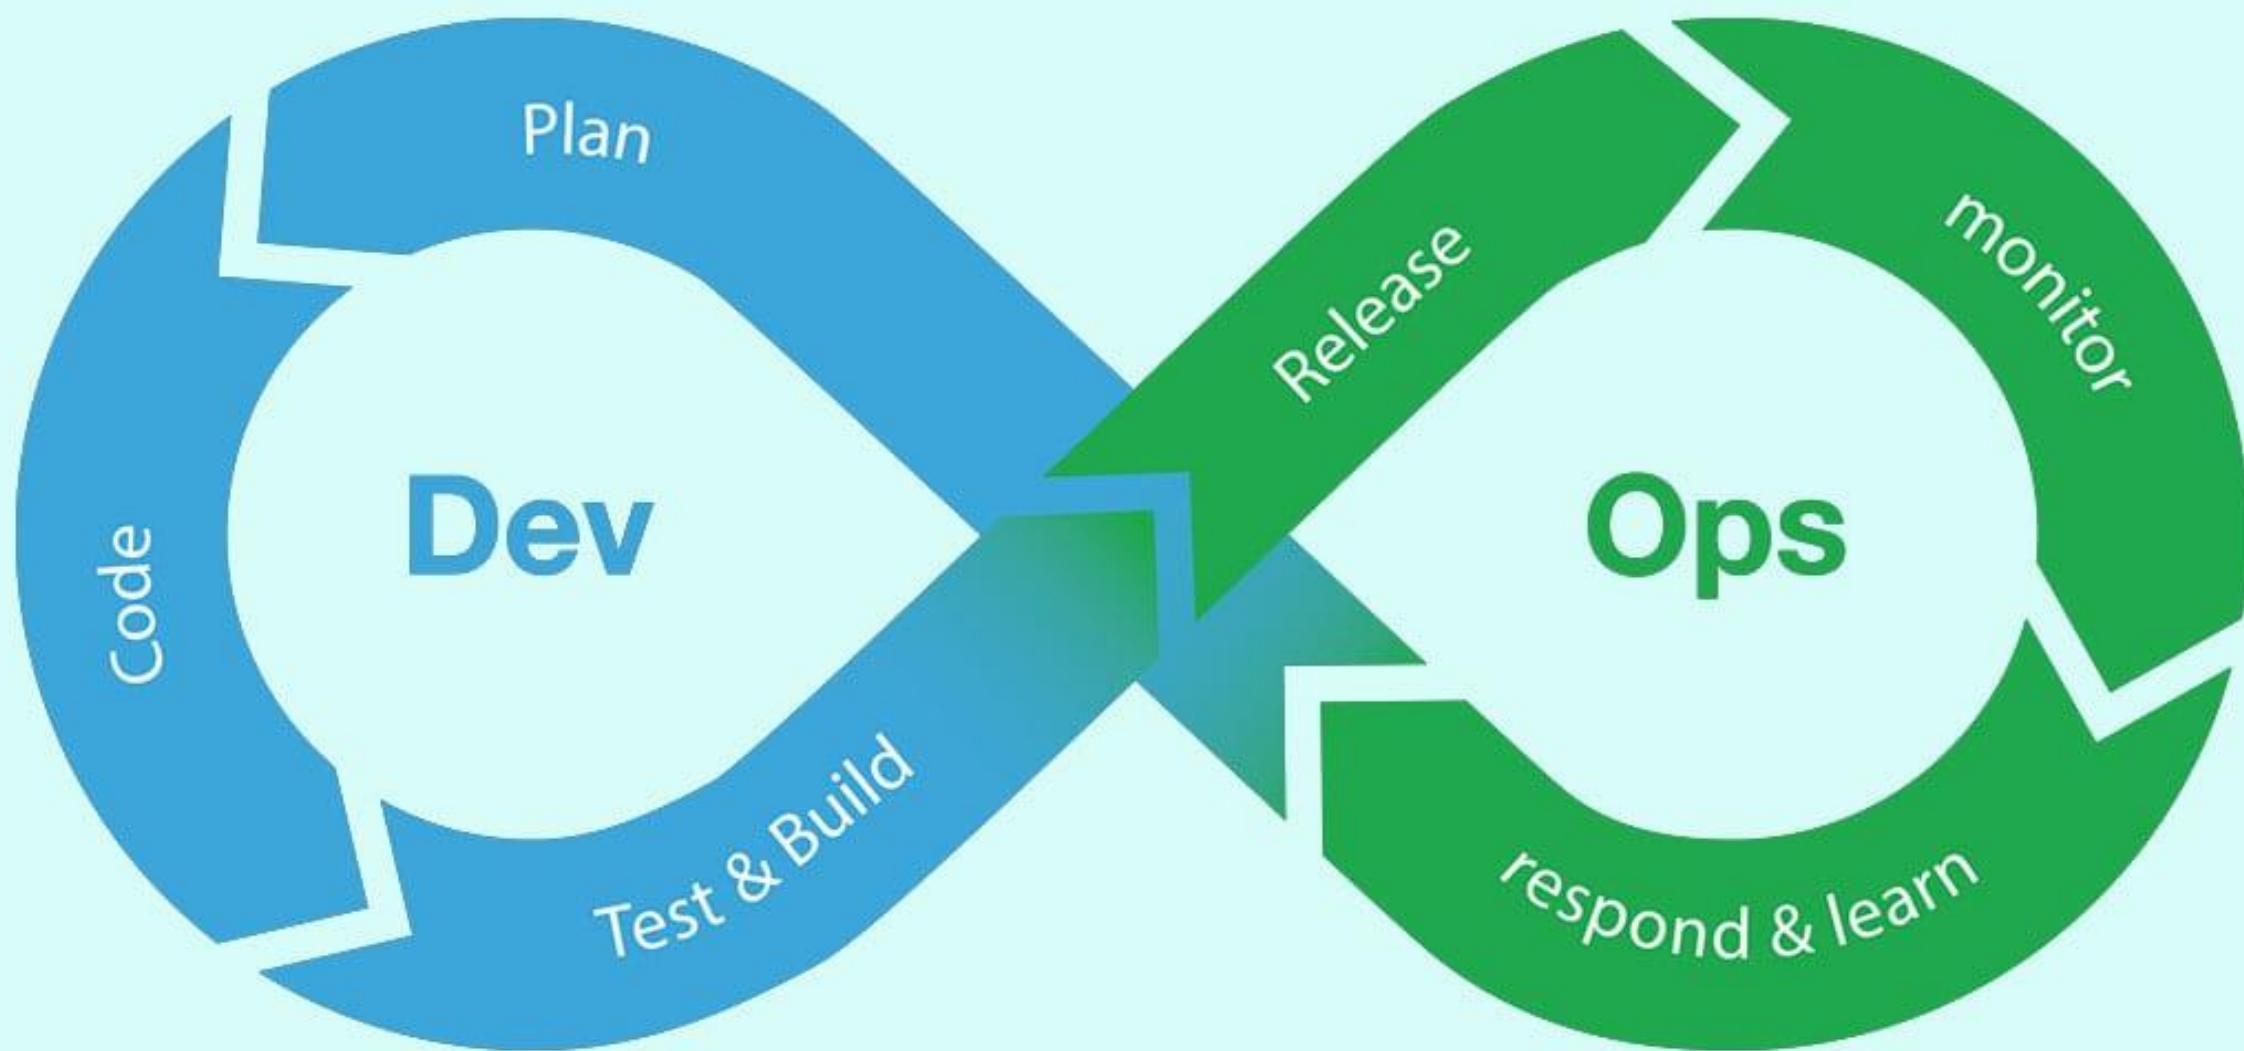 Plan
Code
Dev
Test & Build
Release
monitor
Ops
respond & learn